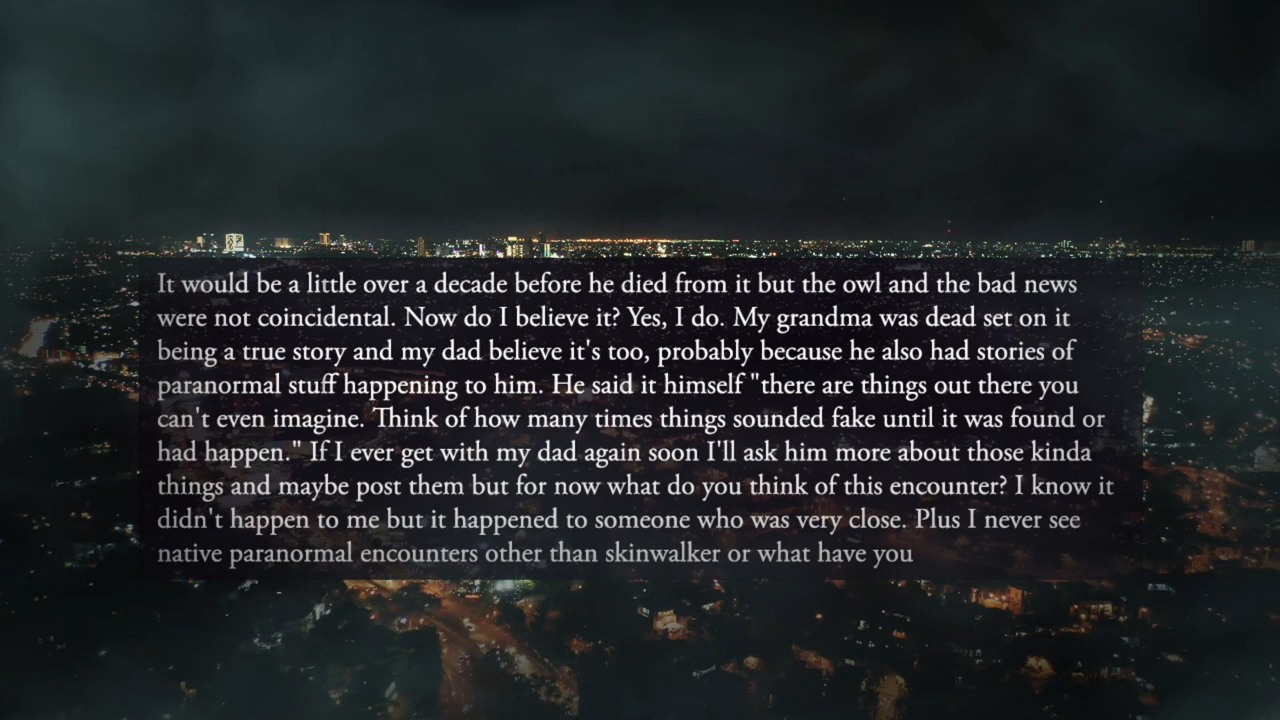 It would be a little over a decade before he died from it but the owl and the bad news
were not coincidental. Now do I believe it? Yes, I do. My grandma was dead set on it
being a true story and my dad believe it's too, probably because he also had stories of
paranormal stuff happening to him. He said it himself "there are things out there you
can't even imagine. Think of how many times things sounded fake until it was found or
had happen." If I ever get with my dad again soon I'll ask him more about those kinda
things and maybe post them but for now what do you think of this encounter? I know it
didn't happen to me but it happened to someone who was very close. Plus I never see
native paranormal encounters other than skinwalker or what have you